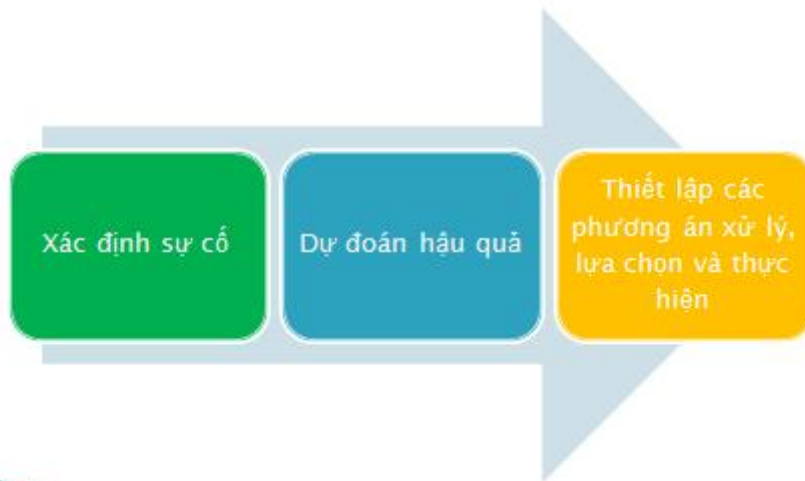 Xác định sự cố
Dự đoán hậu quả
Thiết lập các
phương án xử lý,
lựa chọn và thực
hiện